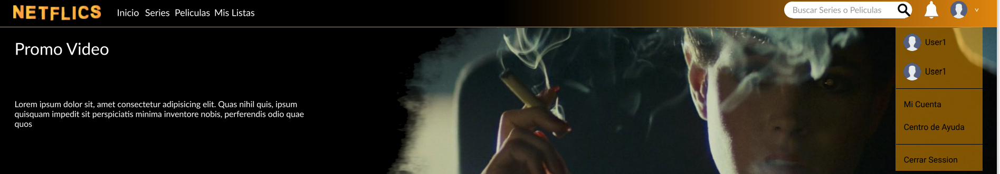 NETFLICS
Inicio Series Peliculas Mis Listas
Buscar Series o Peliculas
Promo Video
Lorem ipsum dolor sit, amet consectetur adipisicing elit. Quas nihil quis, ipsum
quisquam impedit sit perspiciatis minima inventore nobis, perferendis odio quae
quos
User1
User1
Mi Cuenta
Centro de Ayuda
Cerrar Session